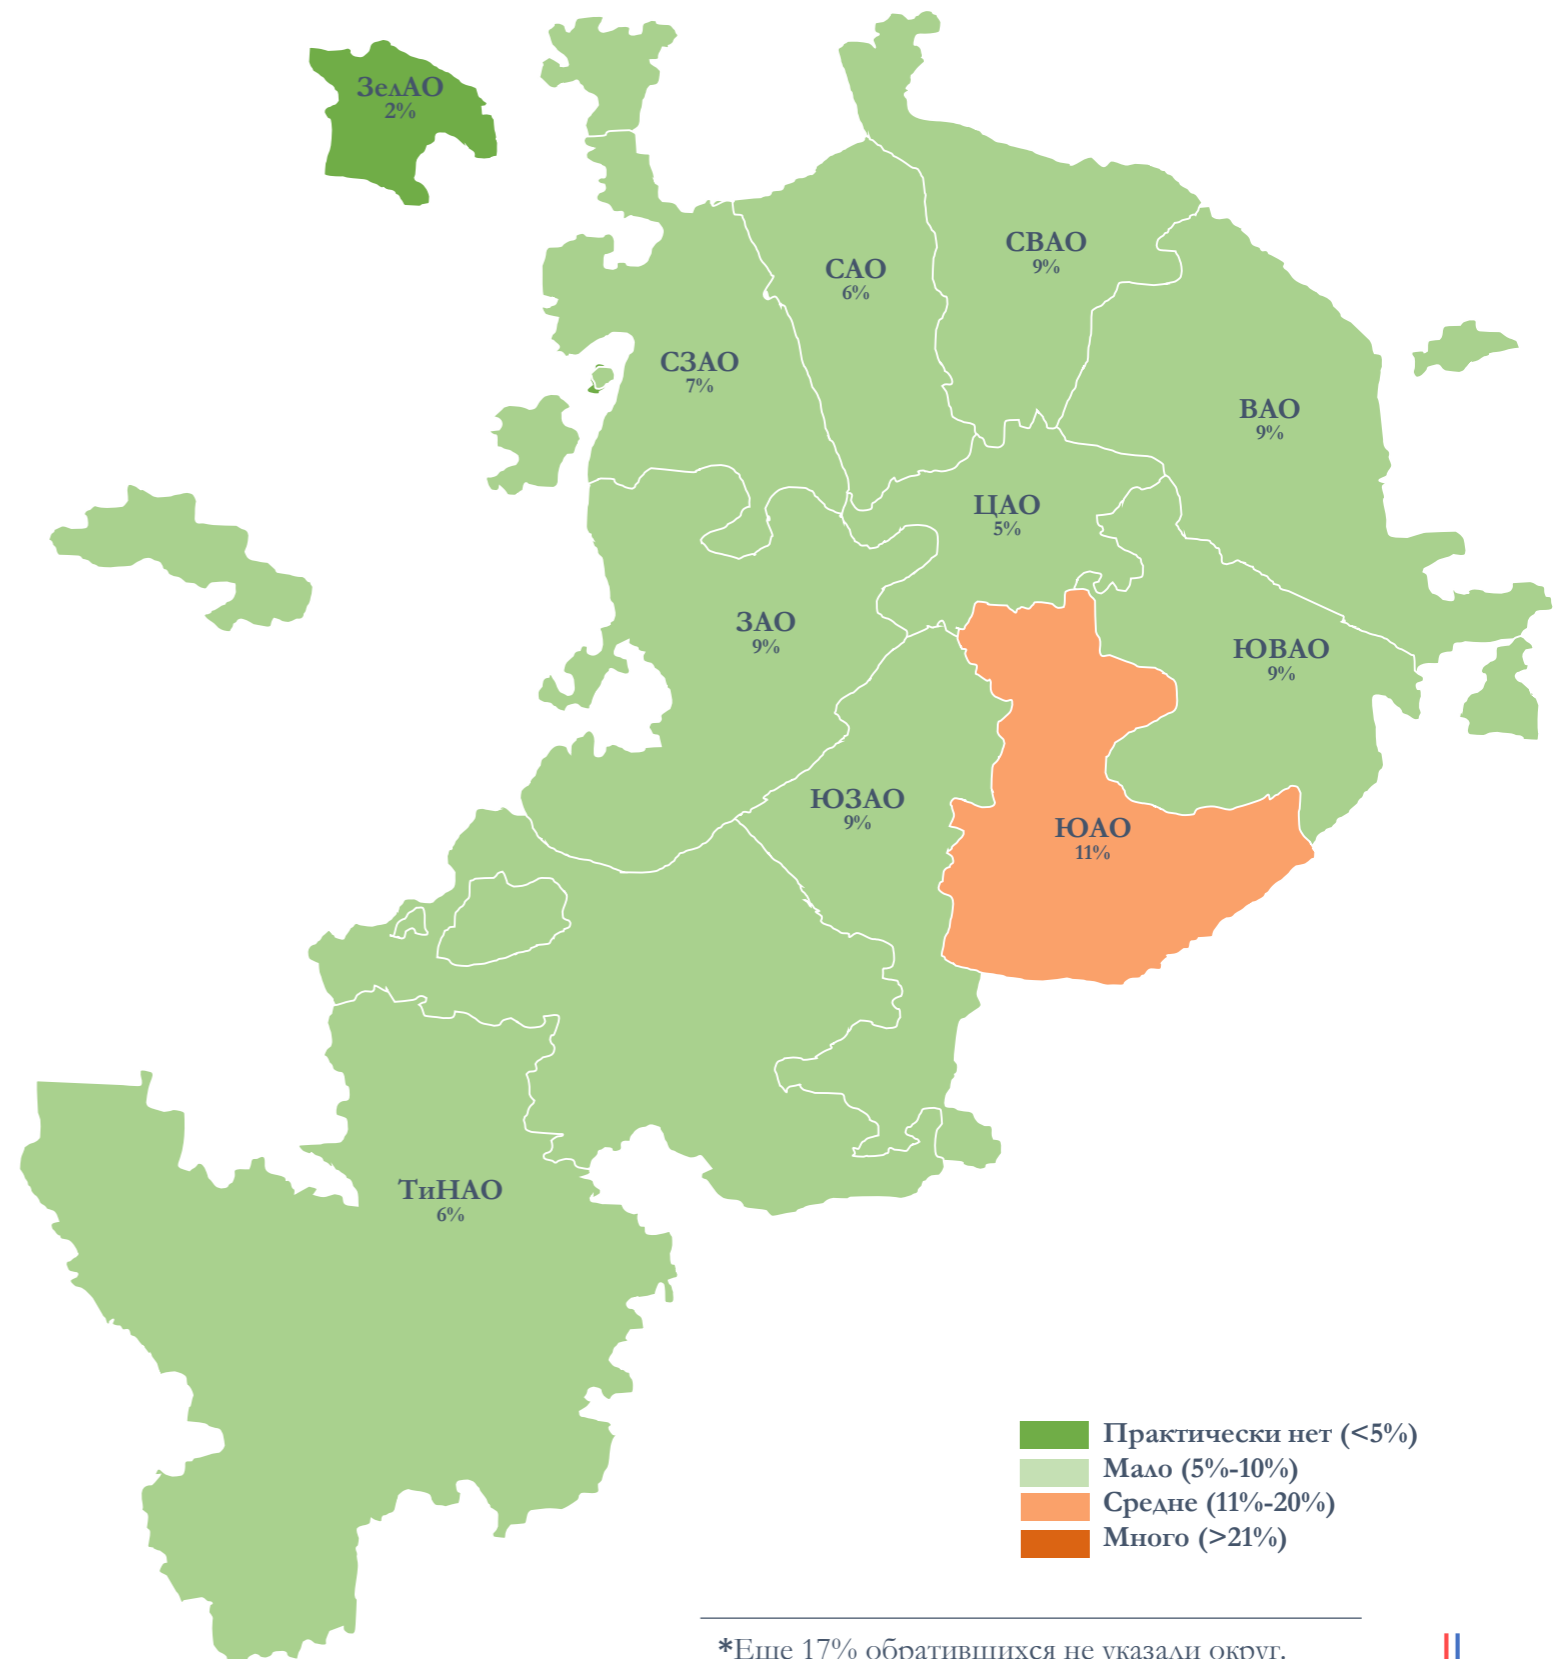 ЗелАО
2%
СВАО
9%
САО
6%
СЗАО
7%
ВАО
9%
ЦАО
5%
ЗАО
9%
ЮВАО
9%
ЮЗАО
9%
ЮАО
11%
ТиНАО
6%
Практически нет (<5%)
Мало (5%-10%)
Средне (11%-20%)
Много (>21%)
*Еще 17% обратившихся не указали округ.